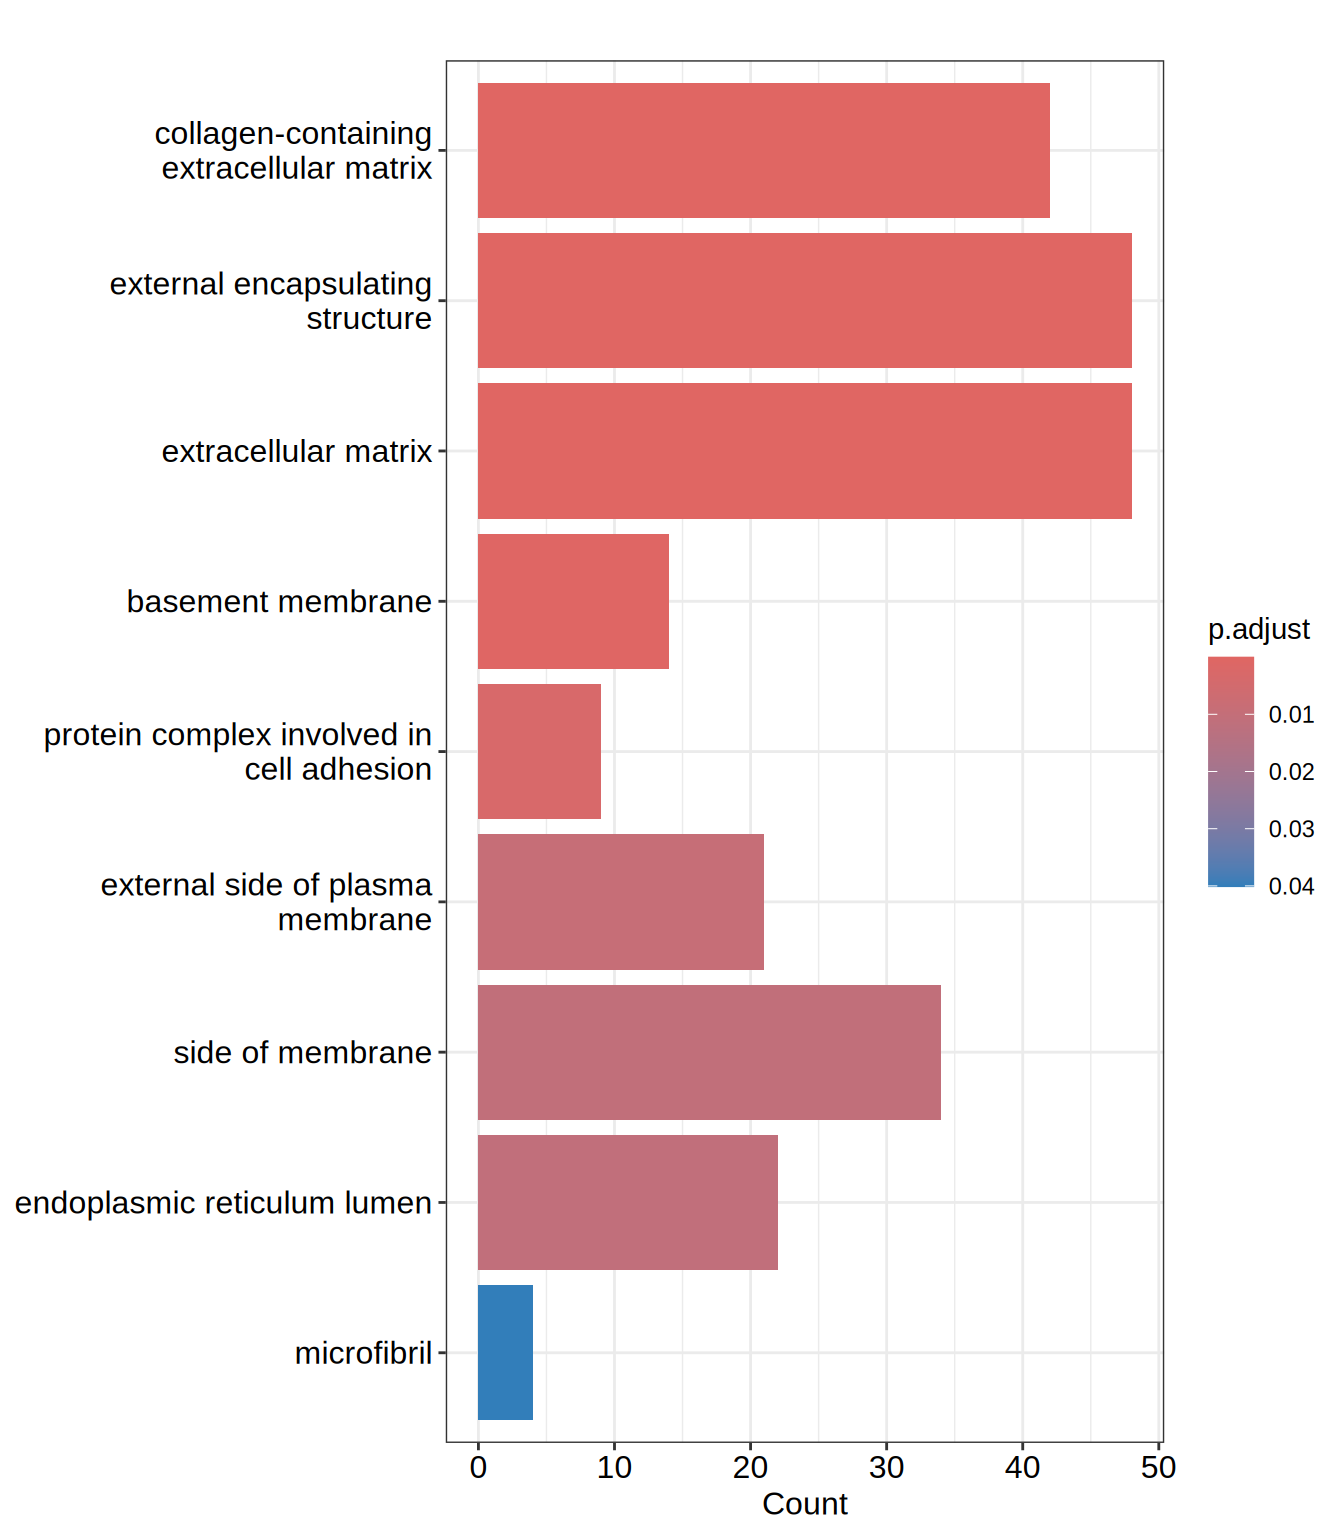 collagen-containing
extracellular matrix
external encapsulating
structure
extracellular matrix
basement membrane
protein complex involved in
cell adhesion
external side of plasma
membrane
side of membrane
endoplasmic reticulum lumen
microfibril
0 10 20 30 40 50
Count
p.adjust
0.01
0.02
0.03
0.04